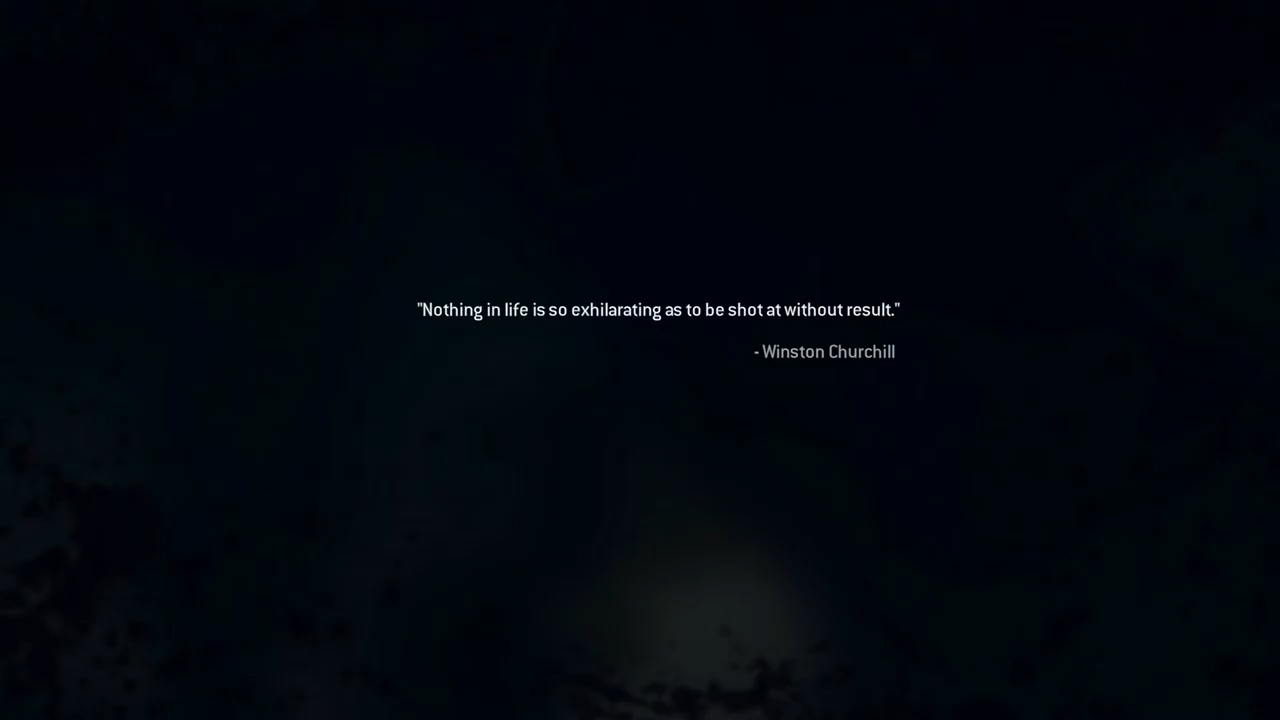 "Nothing in life is so exhilarating as to be shot at without result."
- Winston Churchill